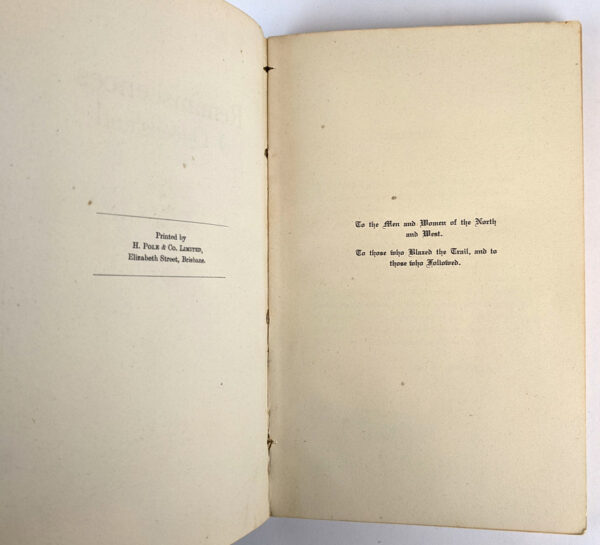 Printed by
H. POLE & CO. LIMITED,
Elizabeth Street, Brisbane.
To the Men and Women of the North
and West.
To those who Blazed the Trail, and to
those who Followed.